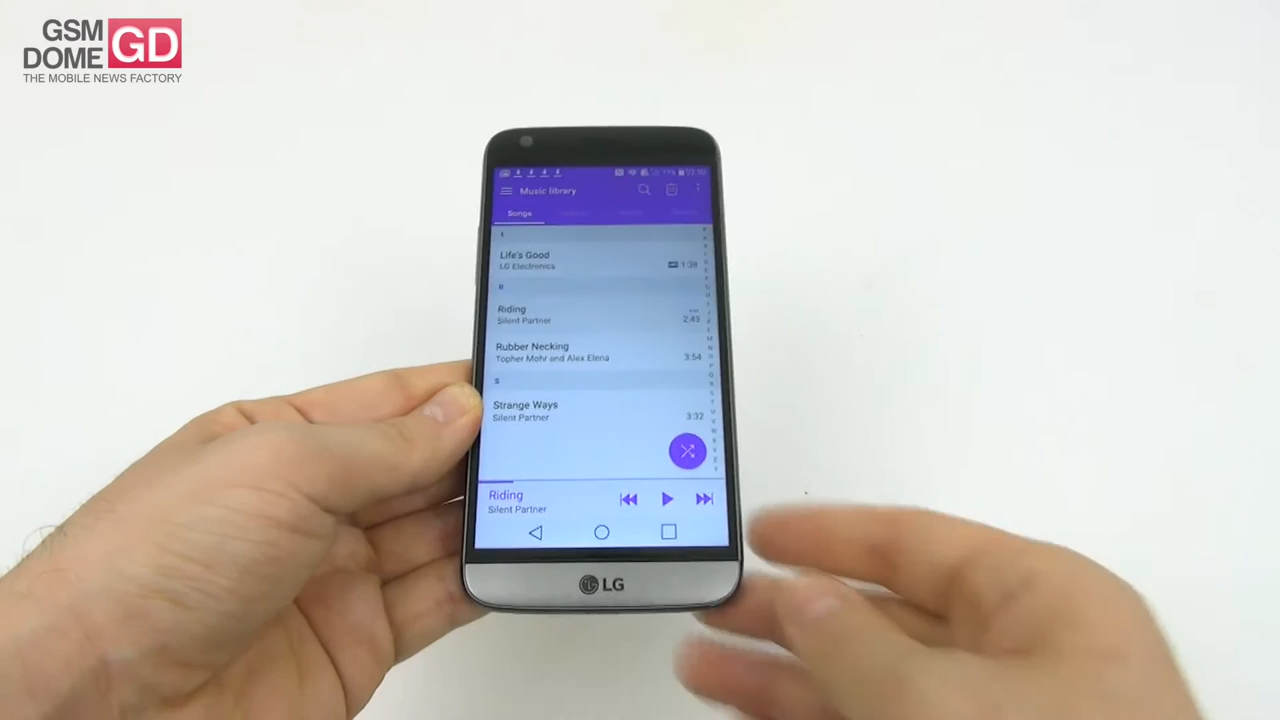 GSM
DOME GD
THE MOBILE NEWS FACTORY
Music library
Songs
L
Life's Good
LG Electronics
1:38
R
Riding
Silent Partner
2:43
Rubber Necking
Topher Mohr and Alex Elena
3:54
S
Strange Ways
Silent Partner
3:32
Riding
Silent Partner
LG